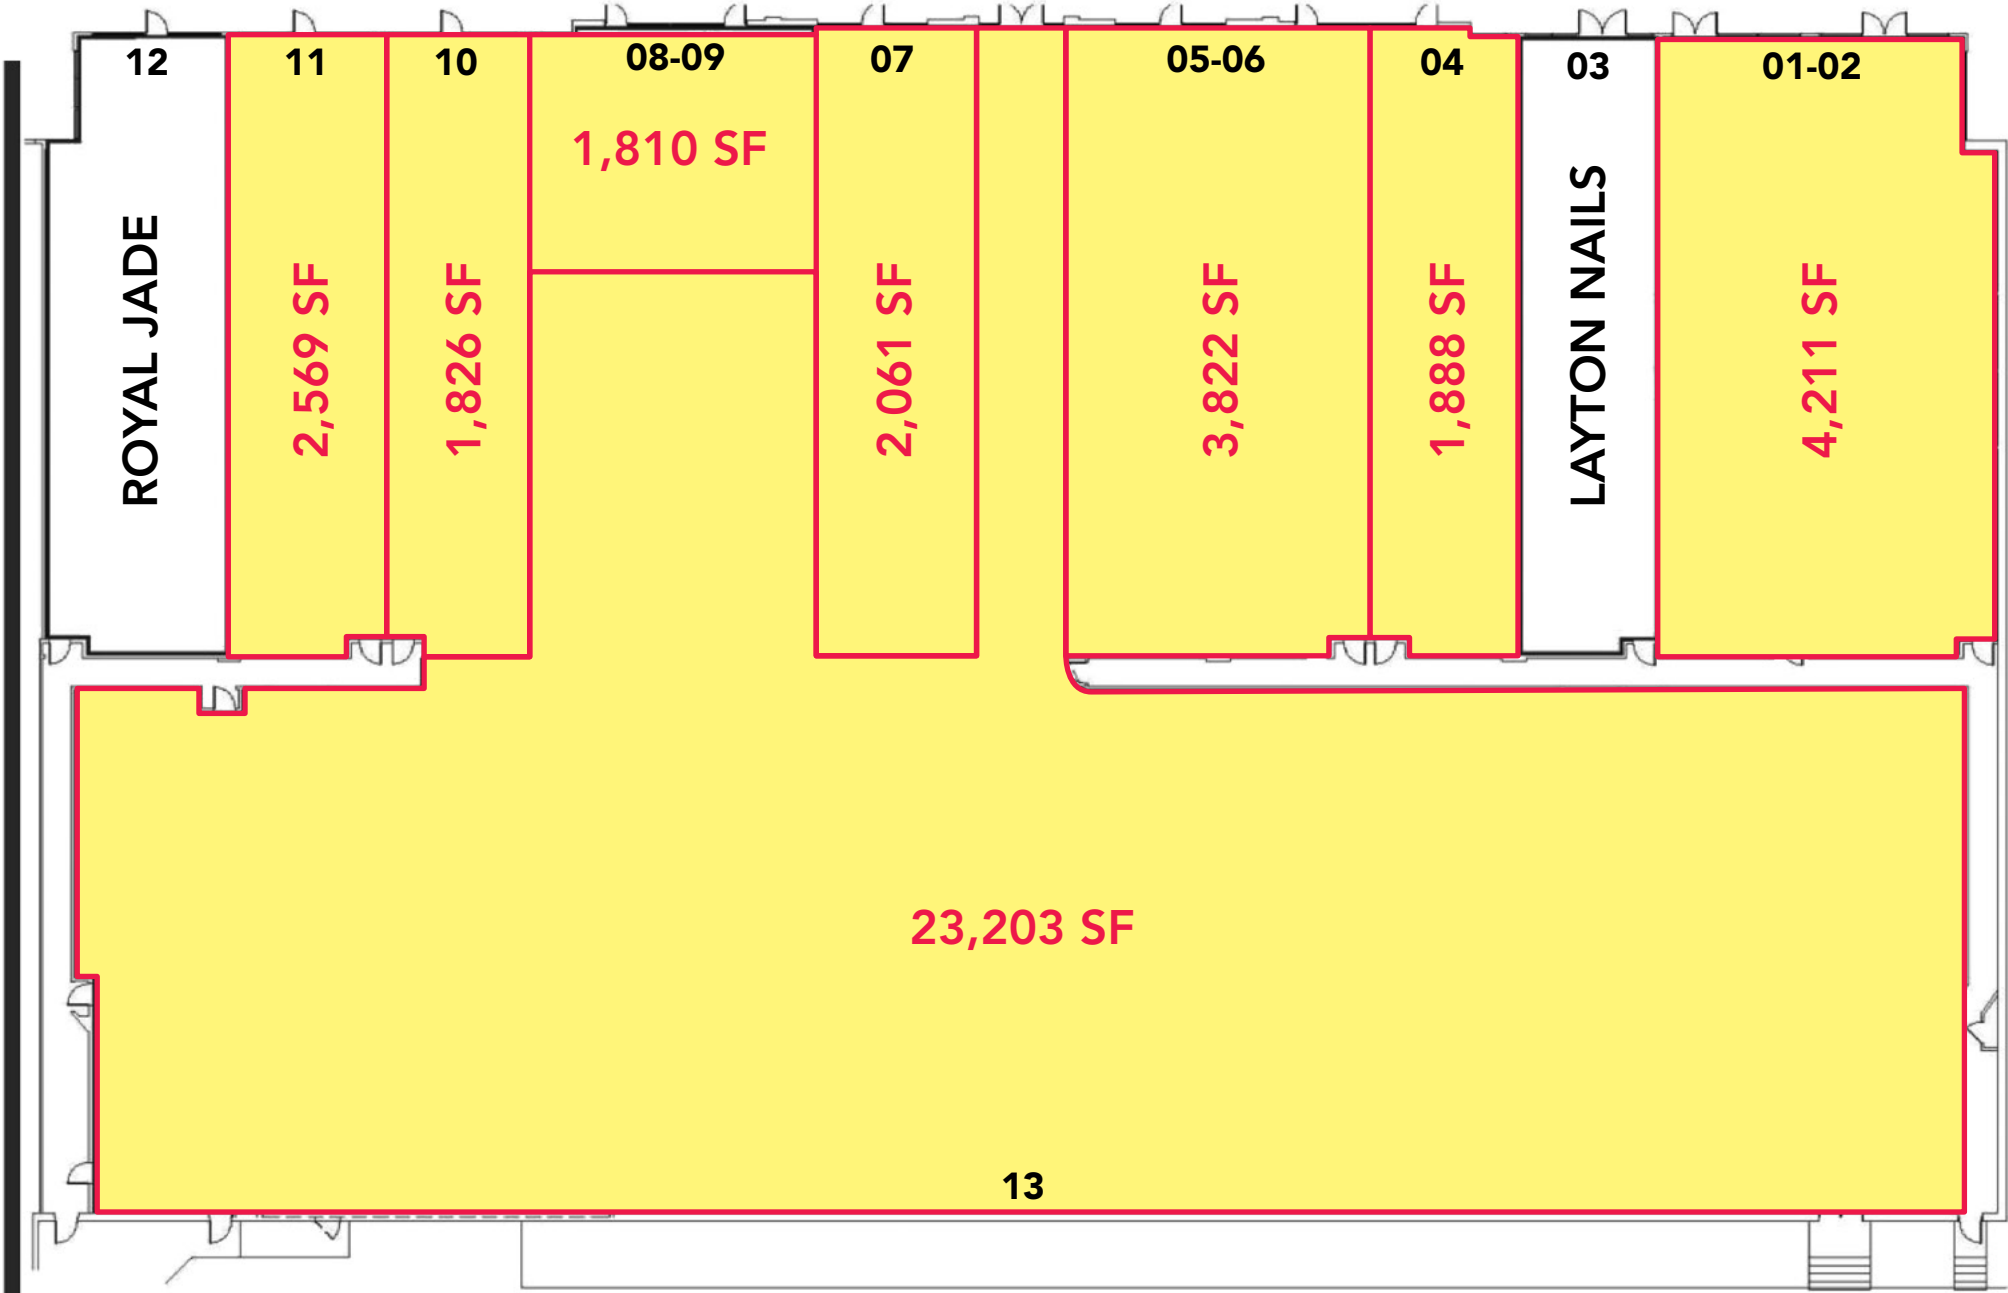 12
11
10
08-09
07
05-06
04
03
01-02
1,810 SF
ROYAL JADE
2,569 SF
1,826 SF
2,061 SF
3,822 SF
1,888 SF
LAYTON NAILS
4,211 SF
23,203 SF
13